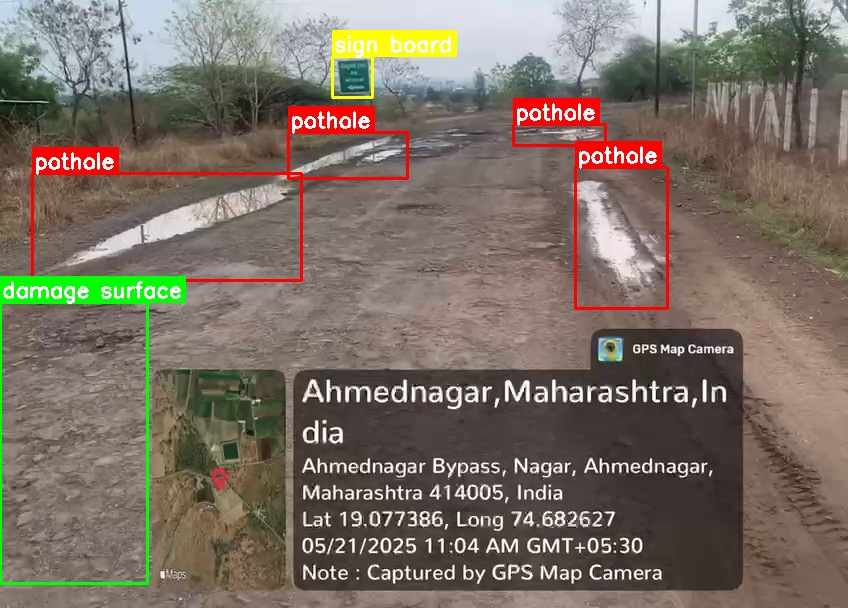 sign board
pothole
pothole
pothole
pothole
damage surface
GPS Map Camera
Ahmednagar,Maharashtra,In
dia
Ahmednagar Bypass, Nagar, Ahmednagar,
Maharashtra 414005, India
Lat 19.077386, Long 74.682627
05/21/2025 11:04 AM GMT+05:30
Note : Captured by GPS Map Camera
Maps